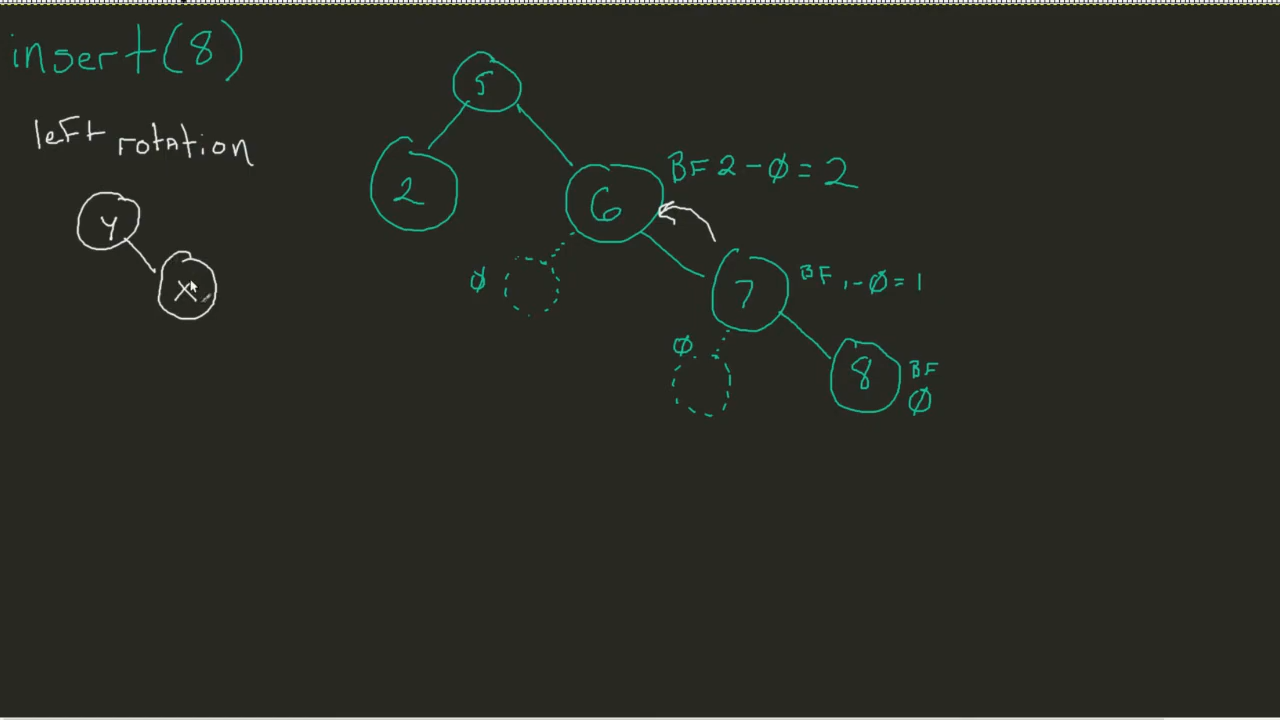 insert(8)
left rotation
y
x
5
2
6
BF 2 - Ø = 2
Ø
7
BF 1 - Ø = 1
Ø
8
BF
Ø